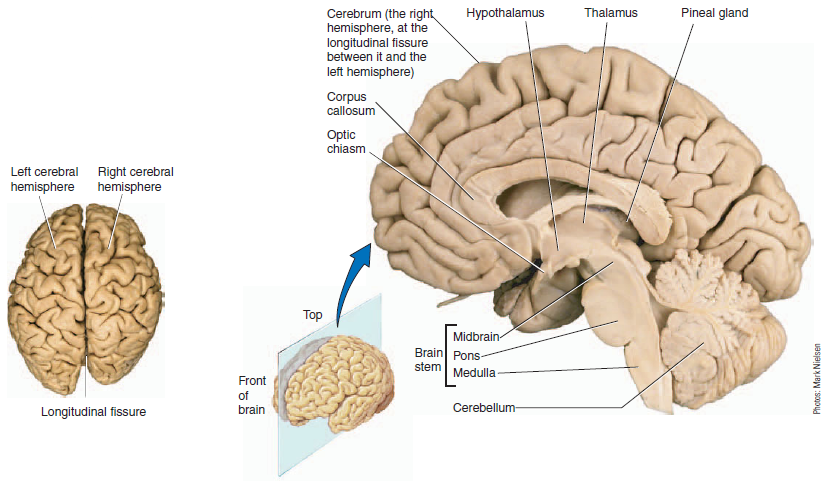 Cerebrum (the right
hemisphere, at the
longitudinal fissure
between it and the
left hemisphere)
Hypothalamus
Thalamus
Pineal gland
Corpus
callosum
Optic
chiasm
Left cerebral
hemisphere
Right cerebral
hemisphere
Longitudinal fissure
Top
Front
of
brain
Brain
stem
Midbrain
Pons
Medulla
Cerebellum
Photos: Mark Nielsen